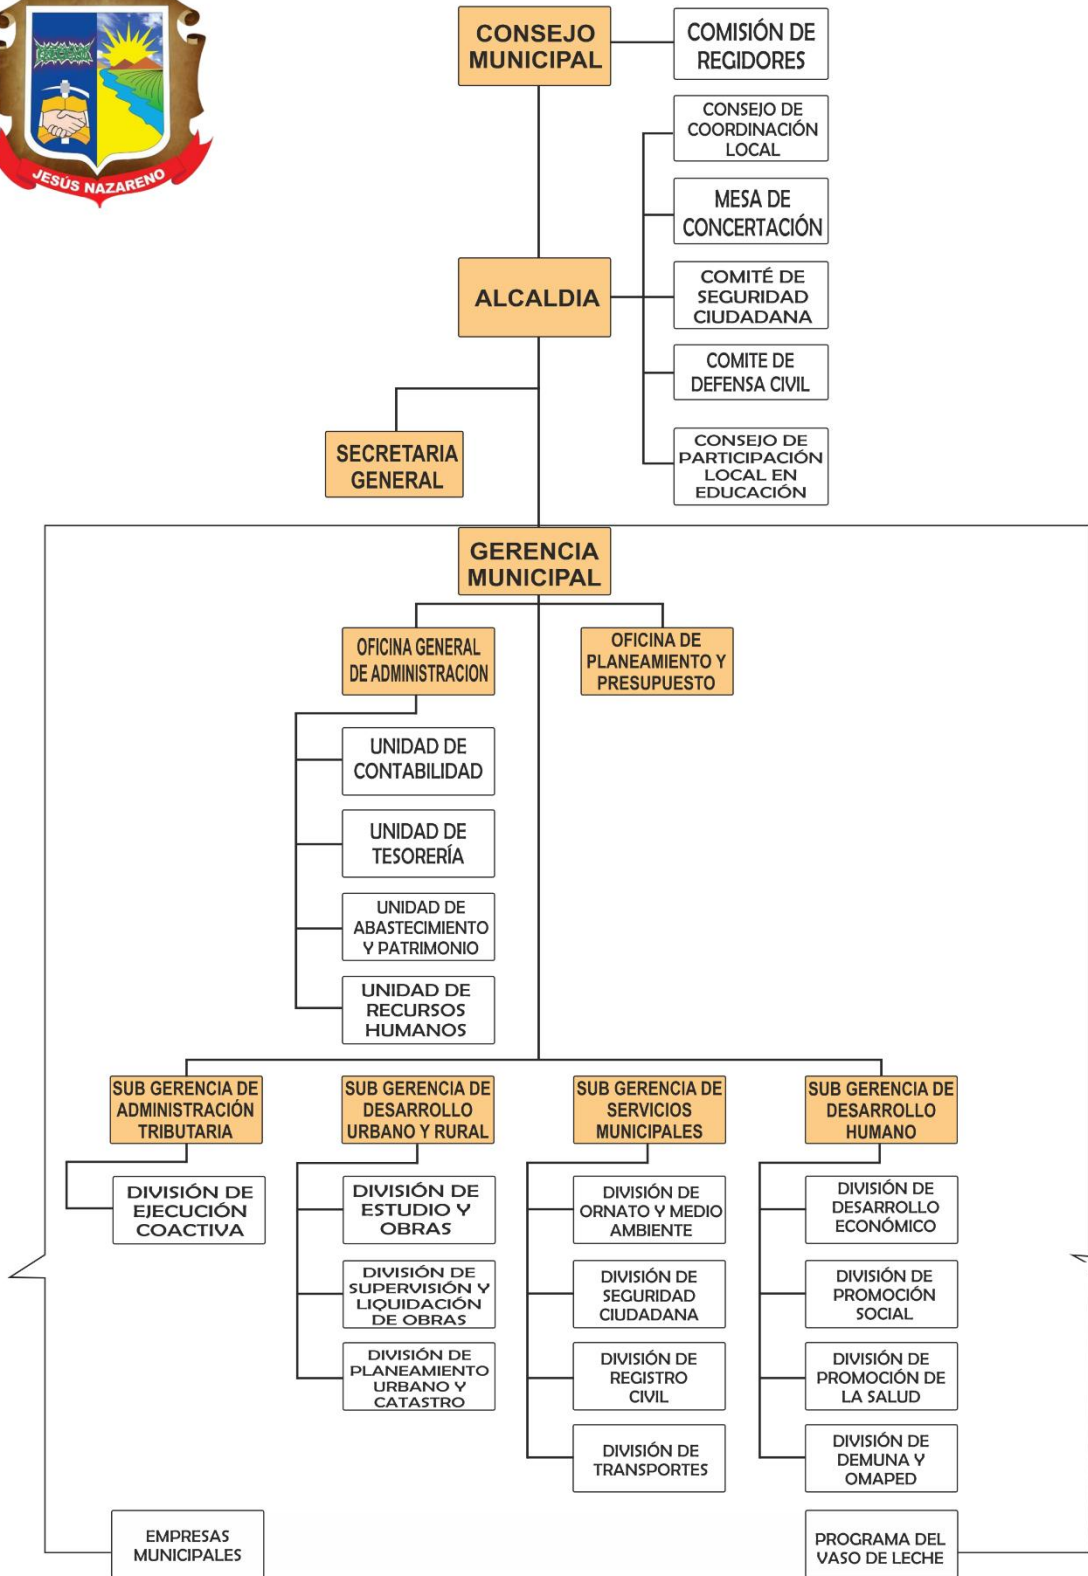 JESÚS NAZARENO
CONSEJO
MUNICIPAL
COMISIÓN DE
REGIDORES
CONSEJO DE
COORDINACIÓN
LOCAL
MESA DE
CONCERTACIÓN
ALCALDIA
COMITÉ DE
SEGURIDAD
CIUDADANA
COMITE DE
DEFENSA CIVIL
SECRETARIA
GENERAL
CONSEJO DE
PARTICIPACIÓN
LOCAL EN
EDUCACIÓN
GERENCIA
MUNICIPAL
OFICINA GENERAL
DE ADMINISTRACION
OFICINA DE
PLANEAMIENTO Y
PRESUPUESTO
UNIDAD DE
CONTABILIDAD
UNIDAD DE
TESORERÍA
UNIDAD DE
ABASTECIMIENTO
Y PATRIMONIO
UNIDAD DE
RECURSOS
HUMANOS
SUB GERENCIA DE
ADMINISTRACIÓN
TRIBUTARIA
SUB GERENCIA DE
DESARROLLO
URBANO Y RURAL
SUB GERENCIA DE
SERVICIOS
MUNICIPALES
SUB GERENCIA DE
DESARROLLO
HUMANO
DIVISIÓN DE
EJECUCIÓN
COACTIVA
DIVISIÓN DE
ESTUDIO Y
OBRAS
DIVISIÓN DE
ORNATO Y MEDIO
AMBIENTE
DIVISIÓN DE
DESARROLLO
ECONÓMICO
DIVISIÓN DE
SUPERVISIÓN Y
LIQUIDACIÓN
DE OBRAS
DIVISIÓN DE
SEGURIDAD
CIUDADANA
DIVISIÓN DE
PROMOCIÓN
SOCIAL
DIVISIÓN DE
PLANEAMIENTO
URBANO Y
CATASTRO
DIVISIÓN DE
REGISTRO
CIVIL
DIVISIÓN DE
PROMOCIÓN DE
LA SALUD
DIVISIÓN DE
TRANSPORTES
DIVISIÓN DE
DEMUNA Y
OMAPED
EMPRESAS
MUNICIPALES
PROGRAMA DEL
VASO DE LECHE